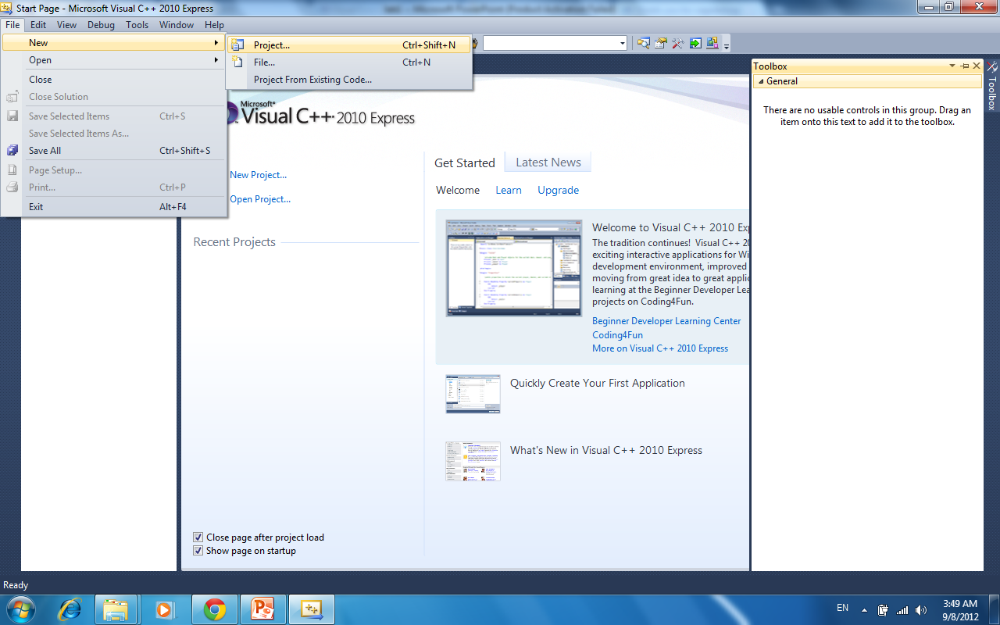 Start Page - Microsoft Visual C++ 2010 Express
File Edit View Debug Tools Window Help
New
Open
Close
Close Solution
Save Selected Items Ctrl+S
Save Selected Items As...
Save All Ctrl+Shift+S
Page Setup...
Print... Ctrl+P
Exit Alt+F4
Project... Ctrl+Shift+N
File... Ctrl+N
Project From Existing Code...
Microsoft®
Visual C++® 2010 Express
New Project...
Open Project...
Recent Projects
Close page after project load
Show page on startup
Get Started Latest News
Welcome Learn Upgrade
Welcome to Visual C++ 2010 Exp
The tradition continues! Visual C++ 20
exciting interactive applications for Wi
development environment, improved
moving from great idea to great applic
learning at the Beginner Developer Lea
projects on Coding4Fun.
Beginner Developer Learning Center
Coding4Fun
More on Visual C++ 2010 Express
Quickly Create Your First Application
What's New in Visual C++ 2010 Express
Toolbox
General
There are no usable controls in this group. Drag an
item onto this text to add it to the toolbox.
Toolbox
Ready
EN
3:49 AM
9/8/2012